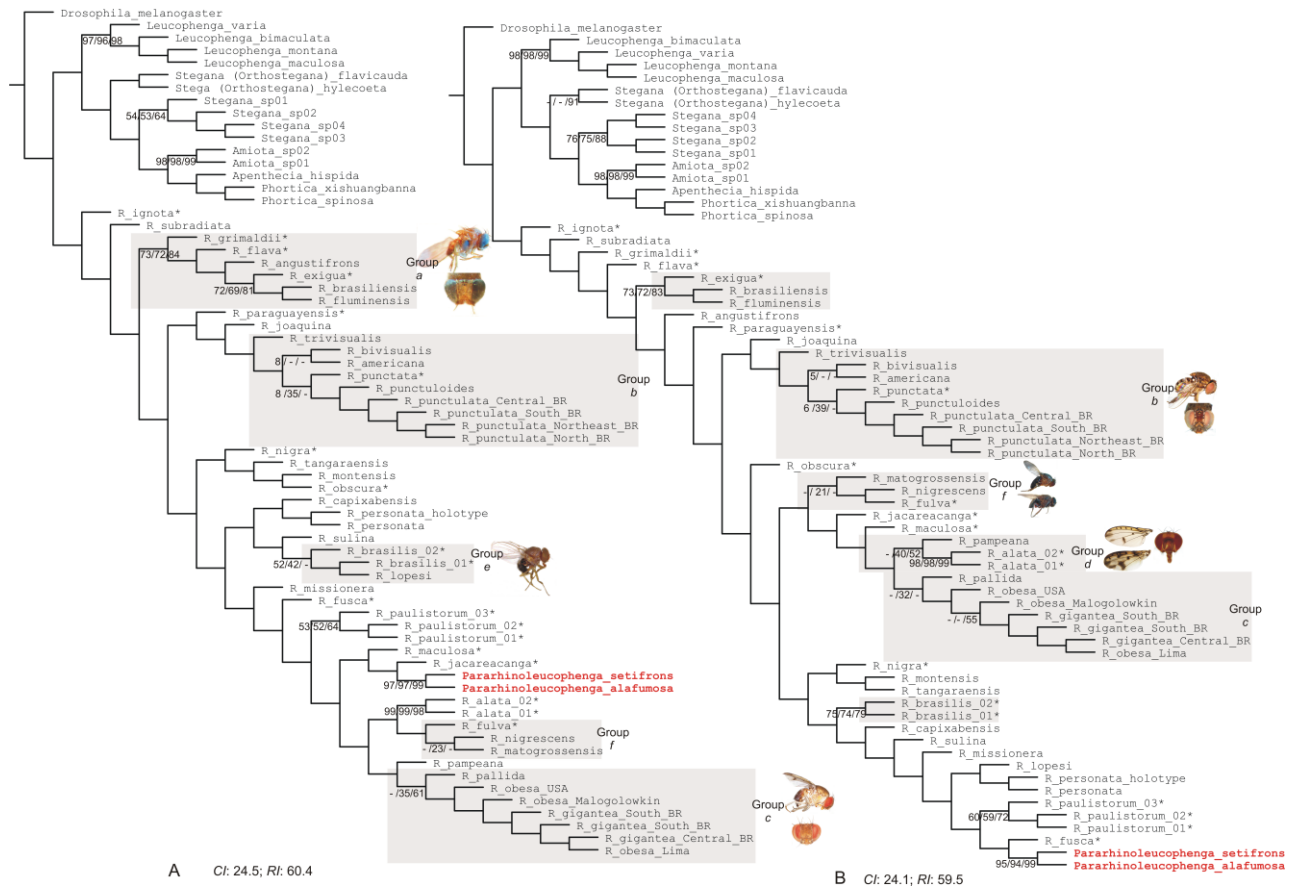 Drosophila_melanogaster
Leucophenga_varia
97/96/98
Leucophenga_bimaculata
Leucophenga_montana
Leucophenga_maculosa
Stegana (Orthostegana)_flavicauda
Stega (Orthostegana)_hylecoeta
Stegana_sp01
54/53/64
Stegana_sp02
Stegana_sp04
Stegana_sp03
Amiota_sp02
98/98/99
Amiota_sp01
Apenthecia_hispida
Phortica_xishuangbanna
Phortica_spinosa
R_ignota*
R_subradiata
R_grimaldii*
73/72/84
R_flava*
Group
a
R_angustifrons
R_exigua*
72/69/81
R_brasiliensis
R_fluminensis
R_paraguayensis*
R_joaquina
R_trivisualis
R_bivisualis
8 / - / -
R_americana
R_punctata*
Group
b
8 /35/ -
R_punctuloides
R_punctulata_Central_BR
R_punctulata_South_BR
R_punctulata_Northeast_BR
R_punctulata_North_BR
R_nigra*
R_tangaraensis
R_montensis
R_obscura*
R_capixabensis
R_personata_holotype
R_personata
R_sulina
R_brasilis_02*
Group
e
52/42/ -
R_brasilis_01*
R_lopesi
R_missionera
R_fusca*
R_paulistorum_03*
53/52/64
R_paulistorum_02*
R_paulistorum_01*
R_maculosa*
R_jacareacanga*
Pararhinoleucophenga_setifrons
97/97/99
Pararhinoleucophenga_alafumosa
R_alata_02*
99/99/98
R_alata_01*
R_fulva*
Group
f
R_nigrescens
- /23/ -
R_matogrossensis
R_pampeana
R_pallida
- /35/61
R_obesa_USA
R_obesa_Malogolowkin
Group
c
R_gigantea_South_BR
R_gigantea_South_BR
R_gigantea_Central_BR
R_obesa_Lima
A
CI: 24.5; RI: 60.4
Drosophila_melanogaster
Leucophenga_bimaculata
98/98/99
Leucophenga_varia
Leucophenga_montana
Leucophenga_maculosa
Stegana (Orthostegana)_flavicauda
- / - /91
Stegana (Orthostegana)_hylecoeta
Stegana_sp04
Stegana_sp03
76/75/88
Stegana_sp02
Stegana_sp01
Amiota_sp02
98/98/99
Amiota_sp01
Apenthecia_hispida
Phortica_xishuangbanna
Phortica_spinosa
R_ignota*
R_subradiata
R_grimaldii*
R_flava*
R_exigua*
73/72/83
R_brasiliensis
R_fluminensis
R_angustifrons
R_paraguayensis*
R_joaquina
R_trivisualis
R_bivisualis
5/ - / -
R_americana
R_punctata*
Group
b
6 /39/ -
R_punctuloides
R_punctulata_Central_BR
R_punctulata_South_BR
R_punctulata_Northeast_BR
R_punctulata_North_BR
R_obscura*
R_matogrossensis
Group
f
- / 21/ -
R_nigrescens
R_fulva*
R_jacareacanga*
R_maculosa*
R_pampeana
Group
d
- /40/52
R_alata_02*
98/98/99
R_alata_01*
R_pallida
- /32/ -
R_obesa_USA
R_obesa_Malogolowkin
Group
c
- /- /55
R_gigantea_South_BR
R_gigantea_South_BR
R_gigantea_Central_BR
R_obesa_Lima
R_nigra*
R_montensis
R_tangaraensis
R_brasilis_02*
75/74/79
R_brasilis_01*
R_capixabensis
R_sulina
R_missionera
R_lopesi
R_personata_holotype
R_personata
R_paulistorum_03*
60/59/72
R_paulistorum_02*
R_paulistorum_01*
R_fusca*
Pararhinoleucophenga_setifrons
95/94/99
Pararhinoleucophenga_alafumosa
B
CI: 24.1; RI: 59.5